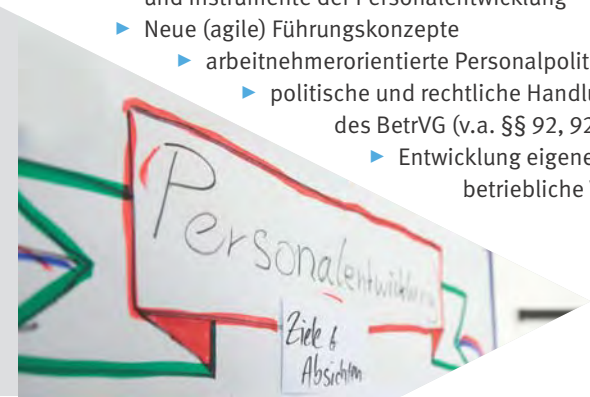 und Instrumente der Personalentwicklung
► Neue (agile) Führungskonzepte
► arbeitnehmerorientierte Personalpolit
► politische und rechtliche Handlu
des BetrVG (v.a. §§ 92, 92
► Entwicklung eigene
betriebliche
Personalentwicklung
Ziele &
Absichten